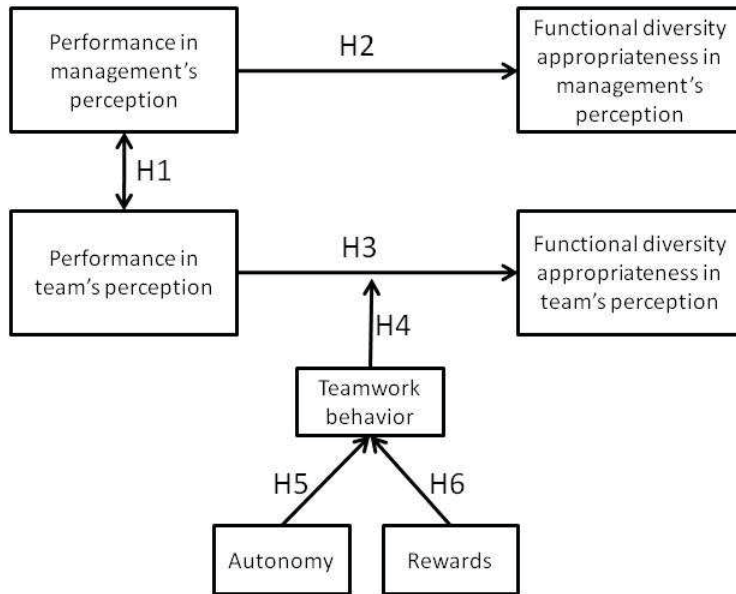 Performance in
management's
perception
H2
Functional diversity
appropriateness in
management's
perception
H1
Performance in
team's perception
H3
Functional diversity
appropriateness in
team's perception
H4
Teamwork
behavior
H5
H6
Autonomy
Rewards